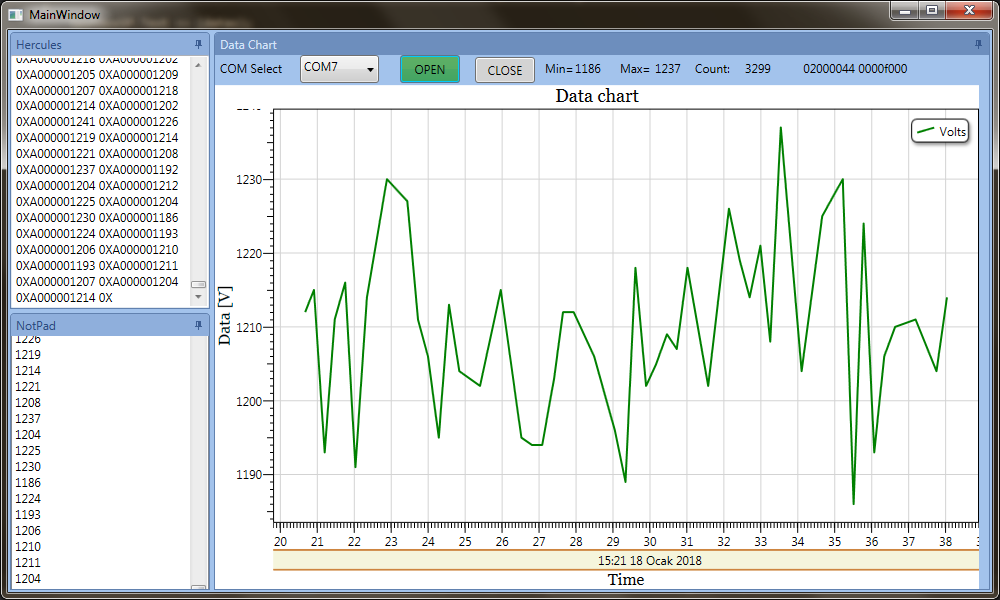 MainWindow
Hercules
0XA000001218 0XA000001202
0XA000001205 0XA000001209
0XA000001207 0XA000001218
0XA000001214 0XA000001202
0XA000001241 0XA000001226
0XA000001219 0XA000001214
0XA000001221 0XA000001208
0XA000001237 0XA000001192
0XA000001204 0XA000001212
0XA000001225 0XA000001204
0XA000001230 0XA000001186
0XA000001224 0XA000001193
0XA000001206 0XA000001210
0XA000001193 0XA000001211
0XA000001207 0XA000001204
0XA000001214 0X
NotPad
1226
1219
1214
1221
1208
1237
1204
1225
1230
1186
1224
1193
1206
1210
1211
1204
Data Chart
COM Select COM7 OPEN CLOSE Min= 1186 Max= 1237 Count: 3299 02000044 0000f000
Data chart
Volts
Data [V]
1230
1220
1210
1200
1190
20 21 22 23 24 25 26 27 28 29 30 31 32 33 34 35 36 37 38
15:21 18 Ocak 2018
Time